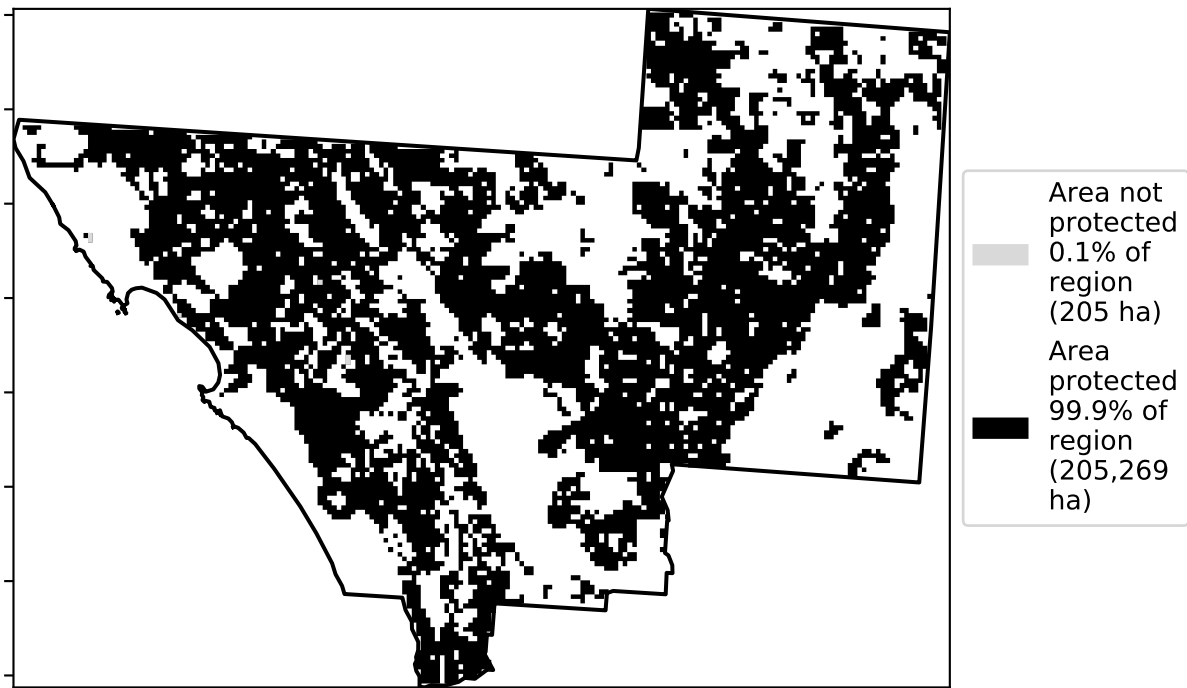 Area not
protected
0.1% of
region
(205 ha)
Area
protected
99.9% of
region
(205,269
ha)